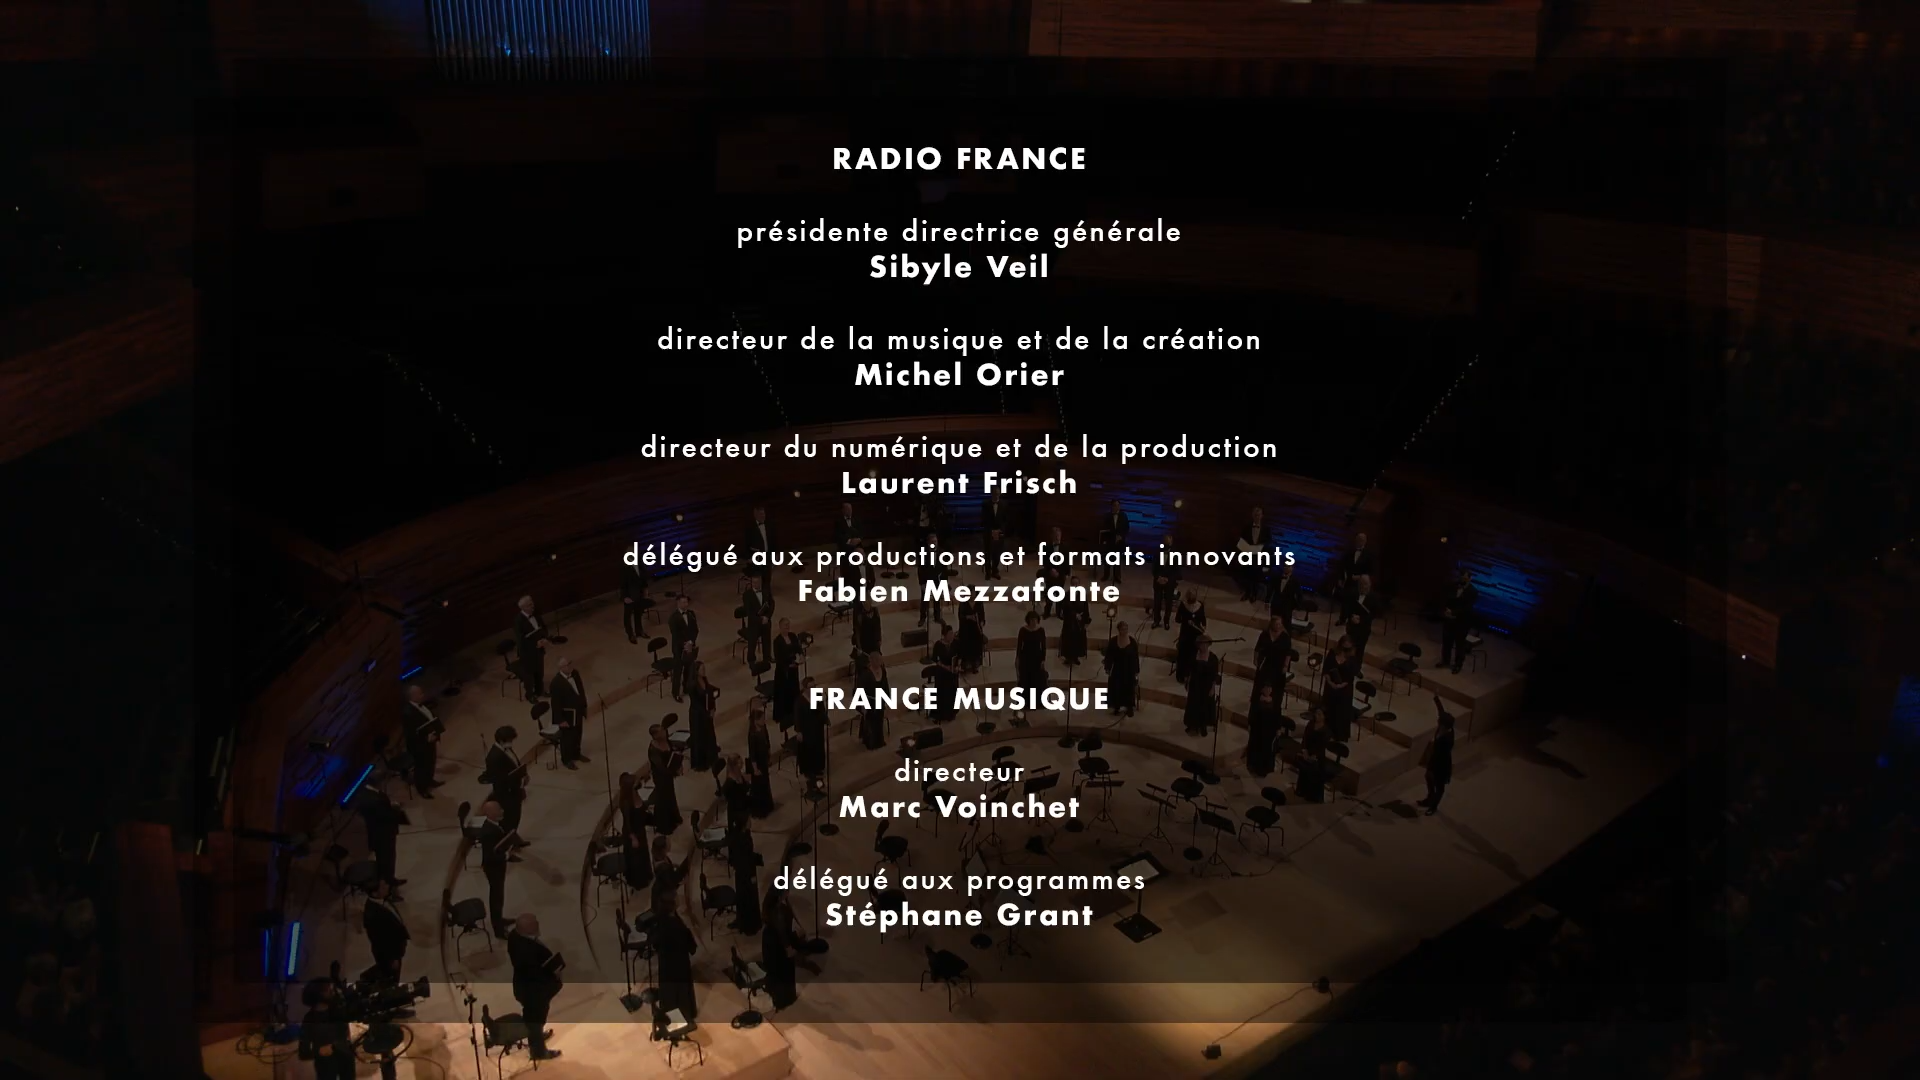 RADIO FRANCE
présidente directrice générale
Sibyle Veil
directeur de la musique et de la création
Michel Orier
directeur du numérique et de la production
Laurent Frisch
délégué aux productions et formats innovants
Fabien Mezzafonte
FRANCE MUSIQUE
directeur
Marc Voinchet
délégué aux programmes
Stéphane Grant